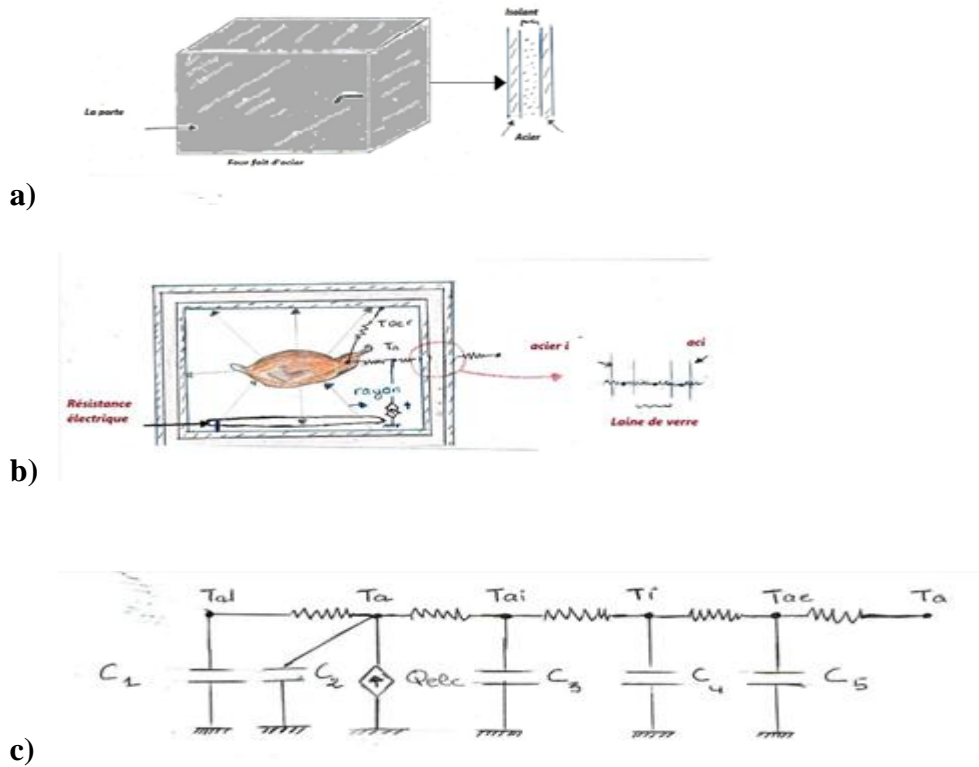 Isolant
La porte
Acier
Four fait d'acier
a)
Tacr
Ta
acier i
aci
rayon
Résistance
électrique
Laine de verre
b)
Tal Ta Tai Ti Tae Ta
C1 C2 Qelc C3 C4 C5
c)